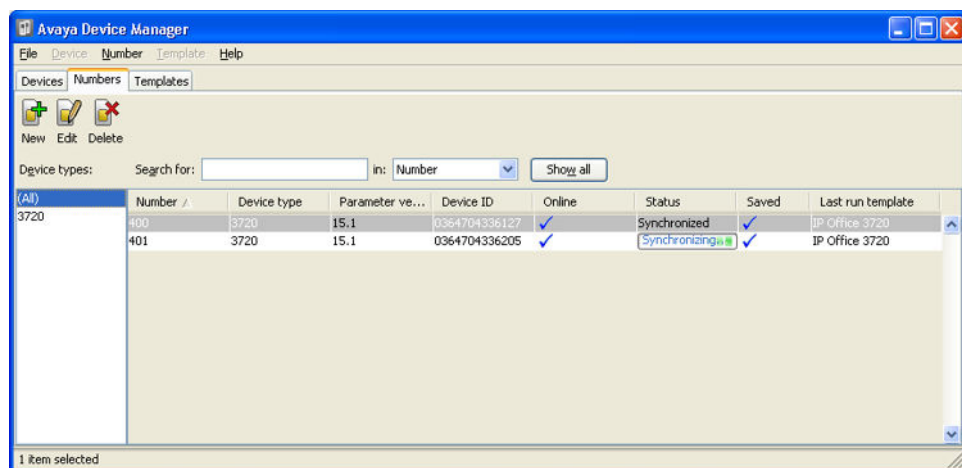 Avaya Device Manager
File Device Number Template Help
Devices Numbers Templates
New Edit Delete
Device types: Search for: in: Number Show all
(All) Number Device type Parameter ve... Device ID Online Status Saved Last run template
3720 400 3720 15.1 0364704336127 Synchronized IP Office 3720
401 3720 15.1 0364704336205 Synchronizing IP Office 3720
1 item selected